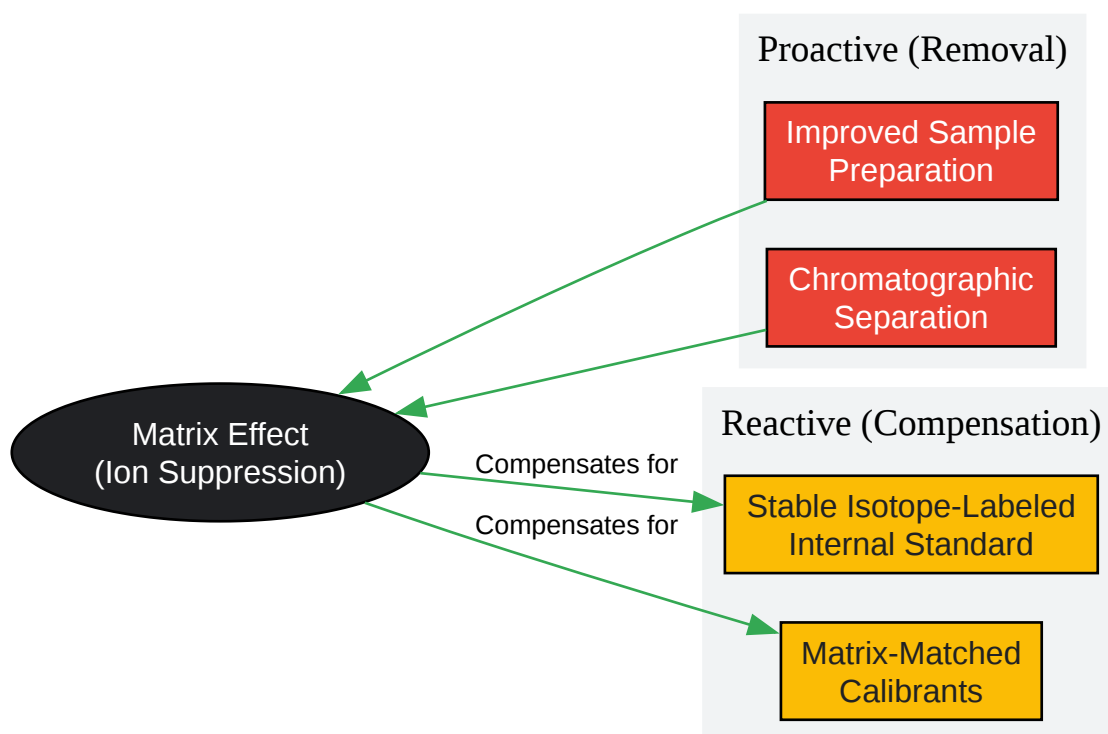 Proactive (Removal)
Improved Sample
Preparation
Chromatographic
Separation
Matrix Effect
(Ion Suppression)
Compensates for
Compensates for
Reactive (Compensation)
Stable Isotope-Labeled
Internal Standard
Matrix-Matched
Calibrants